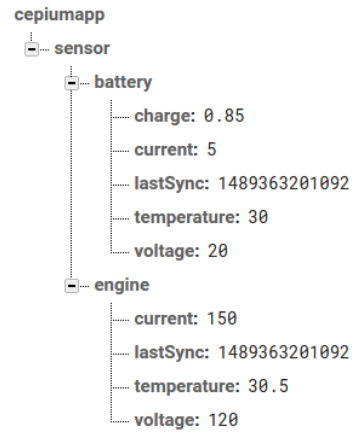 cepiumapp
sensor
battery
charge: 0.85
current: 5
lastSync: 1489363201092
temperature: 30
voltage: 20
engine
current: 150
lastSync: 1489363201092
temperature: 30.5
voltage: 120